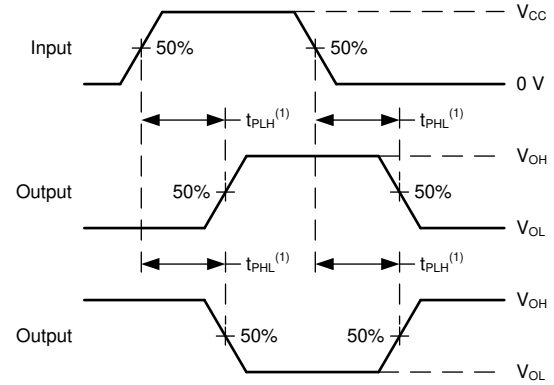 V_CC
Input 50% 50%
0 V
t_PLH^(1) t_PHL^(1)
V_OH
Output 50% 50%
V_OL
t_PHL^(1) t_PLH^(1)
V_OH
Output 50% 50%
V_OL